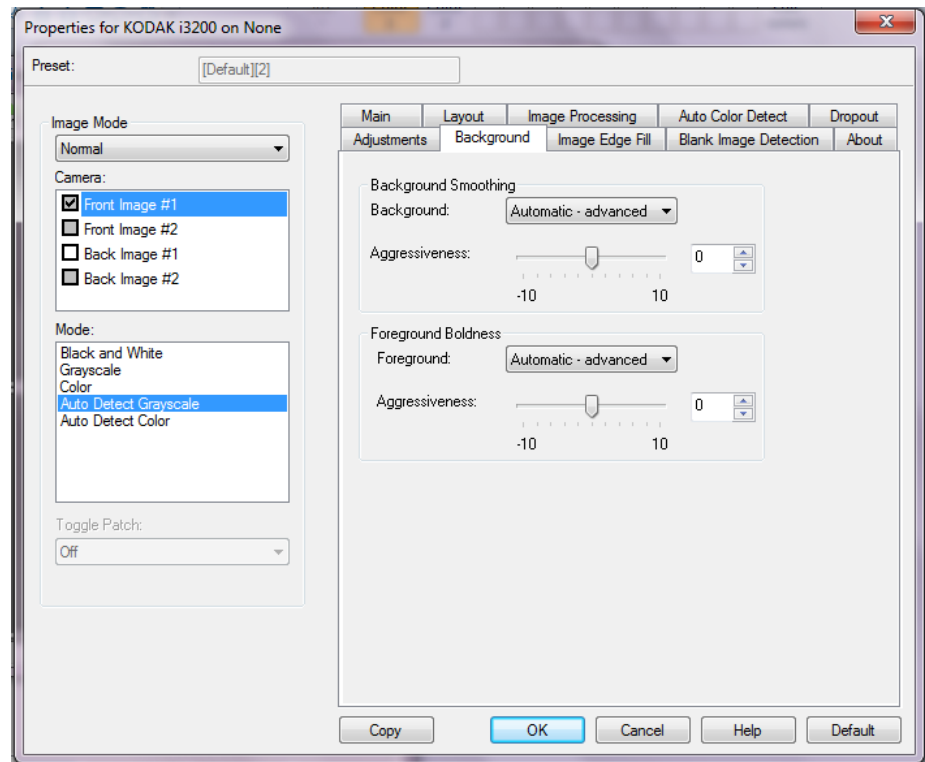 Properties for KODAK i3200 on None
Preset:
[Default][2]
Image Mode
Normal
Camera:
Front Image #1
Front Image #2
Back Image #1
Back Image #2
Mode:
Black and White
Grayscale
Color
Auto Detect Grayscale
Auto Detect Color
Toggle Patch:
Off
Main Layout Image Processing Auto Color Detect Dropout
Adjustments Background Image Edge Fill Blank Image Detection About
Background Smoothing
Background: Automatic - advanced
Aggressiveness: 0
-10 10
Foreground Boldness
Foreground: Automatic - advanced
Aggressiveness: 0
-10 10
Copy OK Cancel Help Default